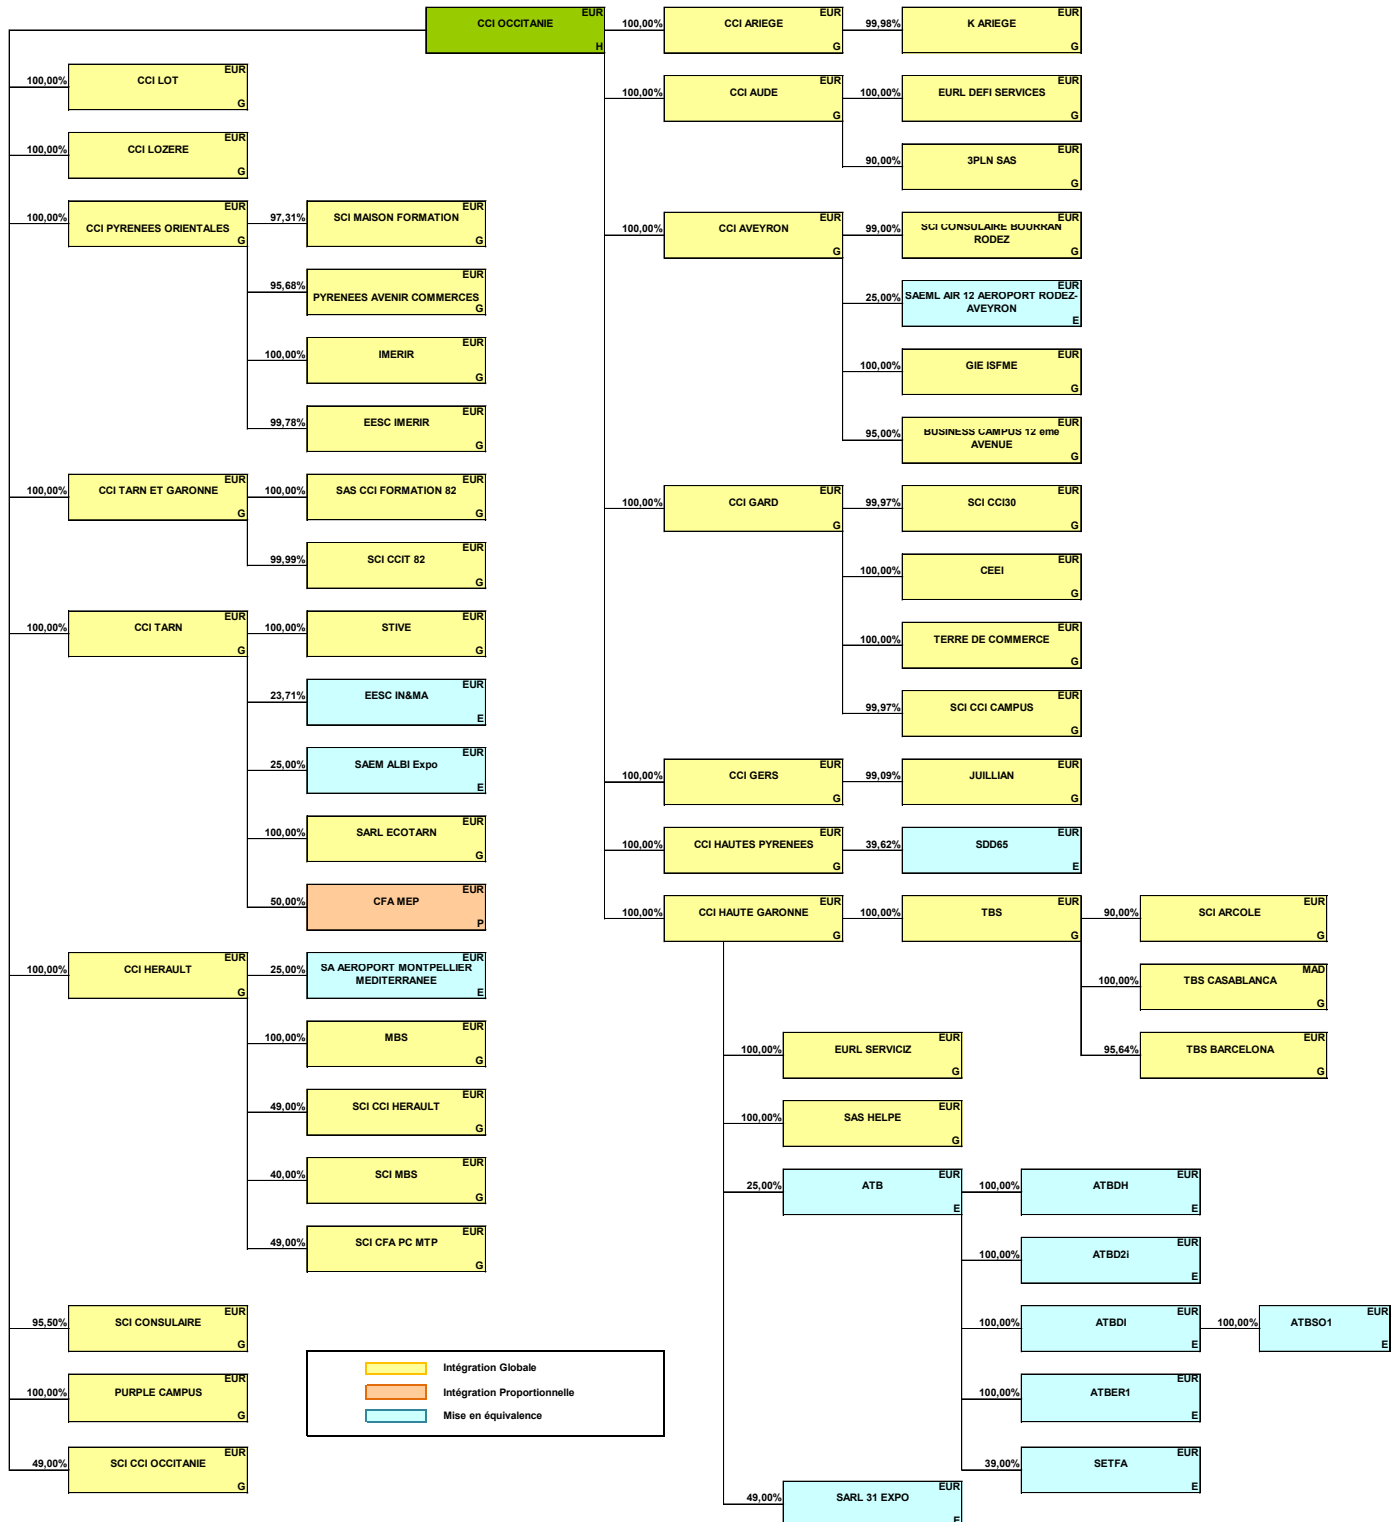 CCI OCCITANIE
EUR
H
100,00%
CCI LOT
EUR
G
100,00%
CCI LOZERE
EUR
G
100,00%
CCI PYRENEES ORIENTALES
EUR
G
97,31%
SCI MAISON FORMATION
EUR
G
95,68%
PYRENEES AVENIR COMMERCES
EUR
G
100,00%
IMERIR
EUR
G
99,78%
EESC IMERIR
EUR
G
100,00%
CCI TARN ET GARONNE
EUR
G
100,00%
SAS CCI FORMATION 82
EUR
G
99,99%
SCI CCIT 82
EUR
G
100,00%
CCI TARN
EUR
G
100,00%
STIVE
EUR
G
23,71%
EESC IN&MA
EUR
E
25,00%
SAEM ALBI Expo
EUR
E
100,00%
SARL ECOTARN
EUR
G
50,00%
CFA MEP
EUR
P
100,00%
CCI HERAULT
EUR
G
25,00%
SA AEROPORT MONTPELLIER
MEDITERRANEE
EUR
E
100,00%
MBS
EUR
G
49,00%
SCI CCI HERAULT
EUR
G
40,00%
SCI MBS
EUR
G
49,00%
SCI CFA PC MTP
EUR
G
95,50%
SCI CONSULAIRE
EUR
G
100,00%
PURPLE CAMPUS
EUR
G
49,00%
SCI CCI OCCITANIE
EUR
G
Intégration Globale
Intégration Proportionnelle
Mise en équivalence
100,00%
CCI ARIEGE
EUR
G
99,98%
K ARIEGE
EUR
G
100,00%
CCI AUDE
EUR
G
100,00%
EURL DEFI SERVICES
EUR
G
90,00%
3PLN SAS
EUR
G
100,00%
CCI AVEYRON
EUR
G
99,00%
SCI CONSULAIRE BOURRAN
RODEZ
EUR
G
25,00%
SAEML AIR 12 AEROPORT RODEZ-
AVEYRON
EUR
E
100,00%
GIE ISFME
EUR
G
95,00%
BUSINESS CAMPUS 12 eme
AVENUE
EUR
G
100,00%
CCI GARD
EUR
G
99,97%
SCI CCI30
EUR
G
100,00%
CEEI
EUR
G
100,00%
TERRE DE COMMERCE
EUR
G
99,97%
SCI CCI CAMPUS
EUR
G
100,00%
CCI GERS
EUR
G
99,09%
JUILLIAN
EUR
G
100,00%
CCI HAUTES PYRENEES
EUR
G
39,62%
SDD65
EUR
E
100,00%
CCI HAUTE GARONNE
EUR
G
100,00%
TBS
EUR
G
90,00%
SCI ARCOLE
EUR
G
100,00%
TBS CASABLANCA
MAD
G
95,64%
TBS BARCELONA
EUR
G
100,00%
EURL SERVICIZ
EUR
G
100,00%
SAS HELPE
EUR
G
25,00%
ATB
EUR
E
100,00%
ATBDH
EUR
E
100,00%
ATBD2i
EUR
E
100,00%
ATBDI
EUR
E
100,00%
ATBSO1
EUR
E
100,00%
ATBER1
EUR
E
39,00%
SETFA
EUR
E
49,00%
SARL 31 EXPO
EUR
E